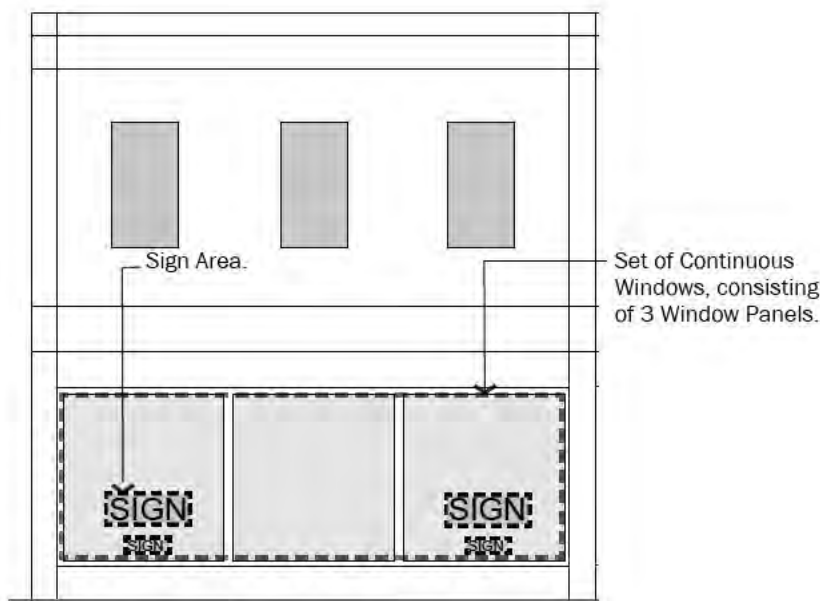 Sign Area.
Set of Continuous
Windows, consisting
of 3 Window Panels.
SIGN
SIGN
SIGN
SIGN